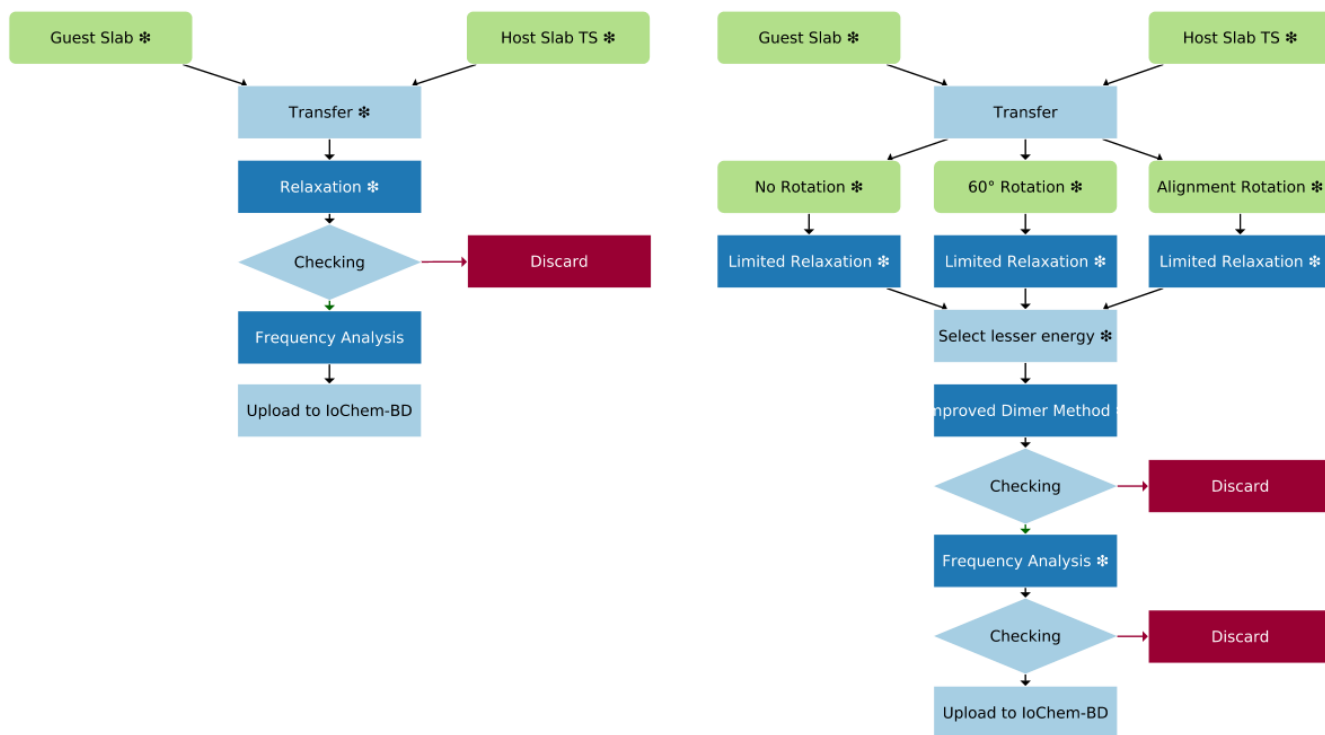 Guest Slab ❄
Host Slab TS ❄
Transfer ❄
Relaxation ❄
Checking
Discard
Frequency Analysis
Upload to IoChem-BD
Guest Slab ❄
Host Slab TS ❄
Transfer
No Rotation ❄
60° Rotation ❄
Alignment Rotation ❄
Limited Relaxation ❄
Limited Relaxation ❄
Limited Relaxation ❄
Select lesser energy ❄
mproved Dimer Method
Checking
Discard
Frequency Analysis ❄
Checking
Discard
Upload to IoChem-BD